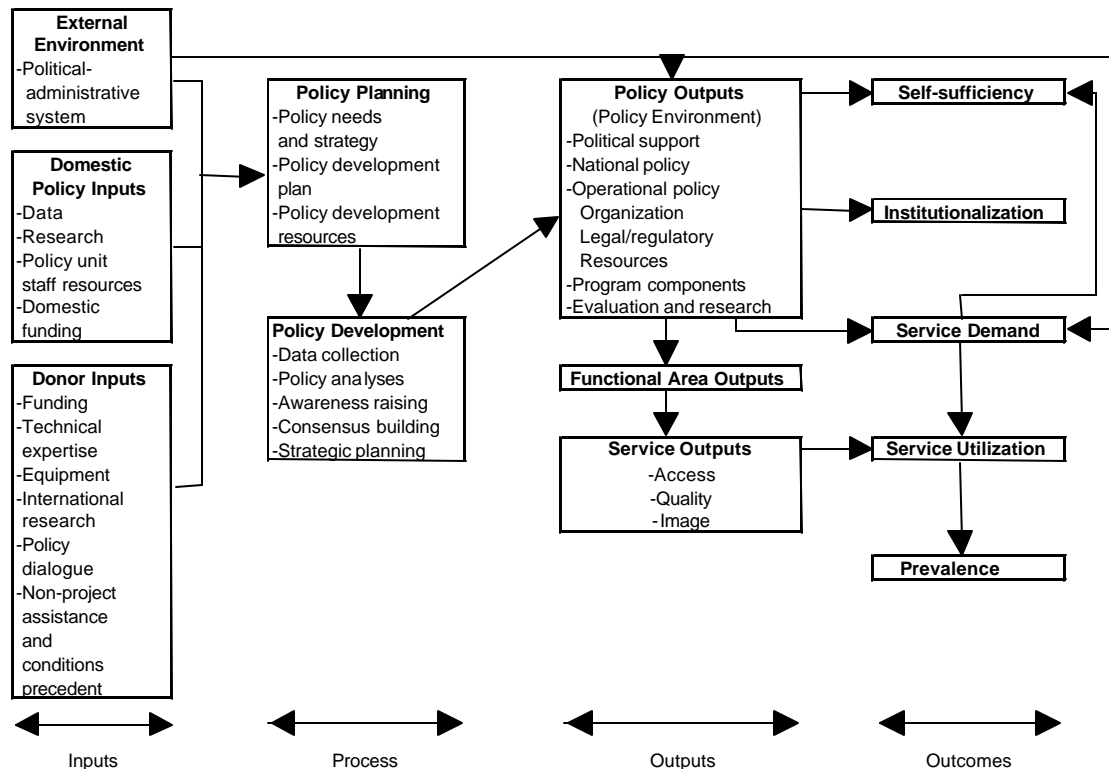 External
Environment
-Political-
administrative
system
Domestic
Policy Inputs
-Data
-Research
-Policy unit
staff resources
-Domestic
funding
Donor Inputs
-Funding
-Technical
expertise
-Equipment
-International
research
-Policy
dialogue
-Non-project
assistance
and
conditions
precedent
Policy Planning
-Policy needs
and strategy
-Policy development
plan
-Policy development
resources
Policy Development
-Data collection
-Policy analyses
-Awareness raising
-Consensus building
-Strategic planning
Policy Outputs
(Policy Environment)
-Political support
-National policy
-Operational policy
Organization
Legal/regulatory
Resources
-Program components
-Evaluation and research
Functional Area Outputs
Service Outputs
-Access
-Quality
-Image
Self-sufficiency
Institutionalization
Service Demand
Service Utilization
Prevalence
Inputs
Process
Outputs
Outcomes